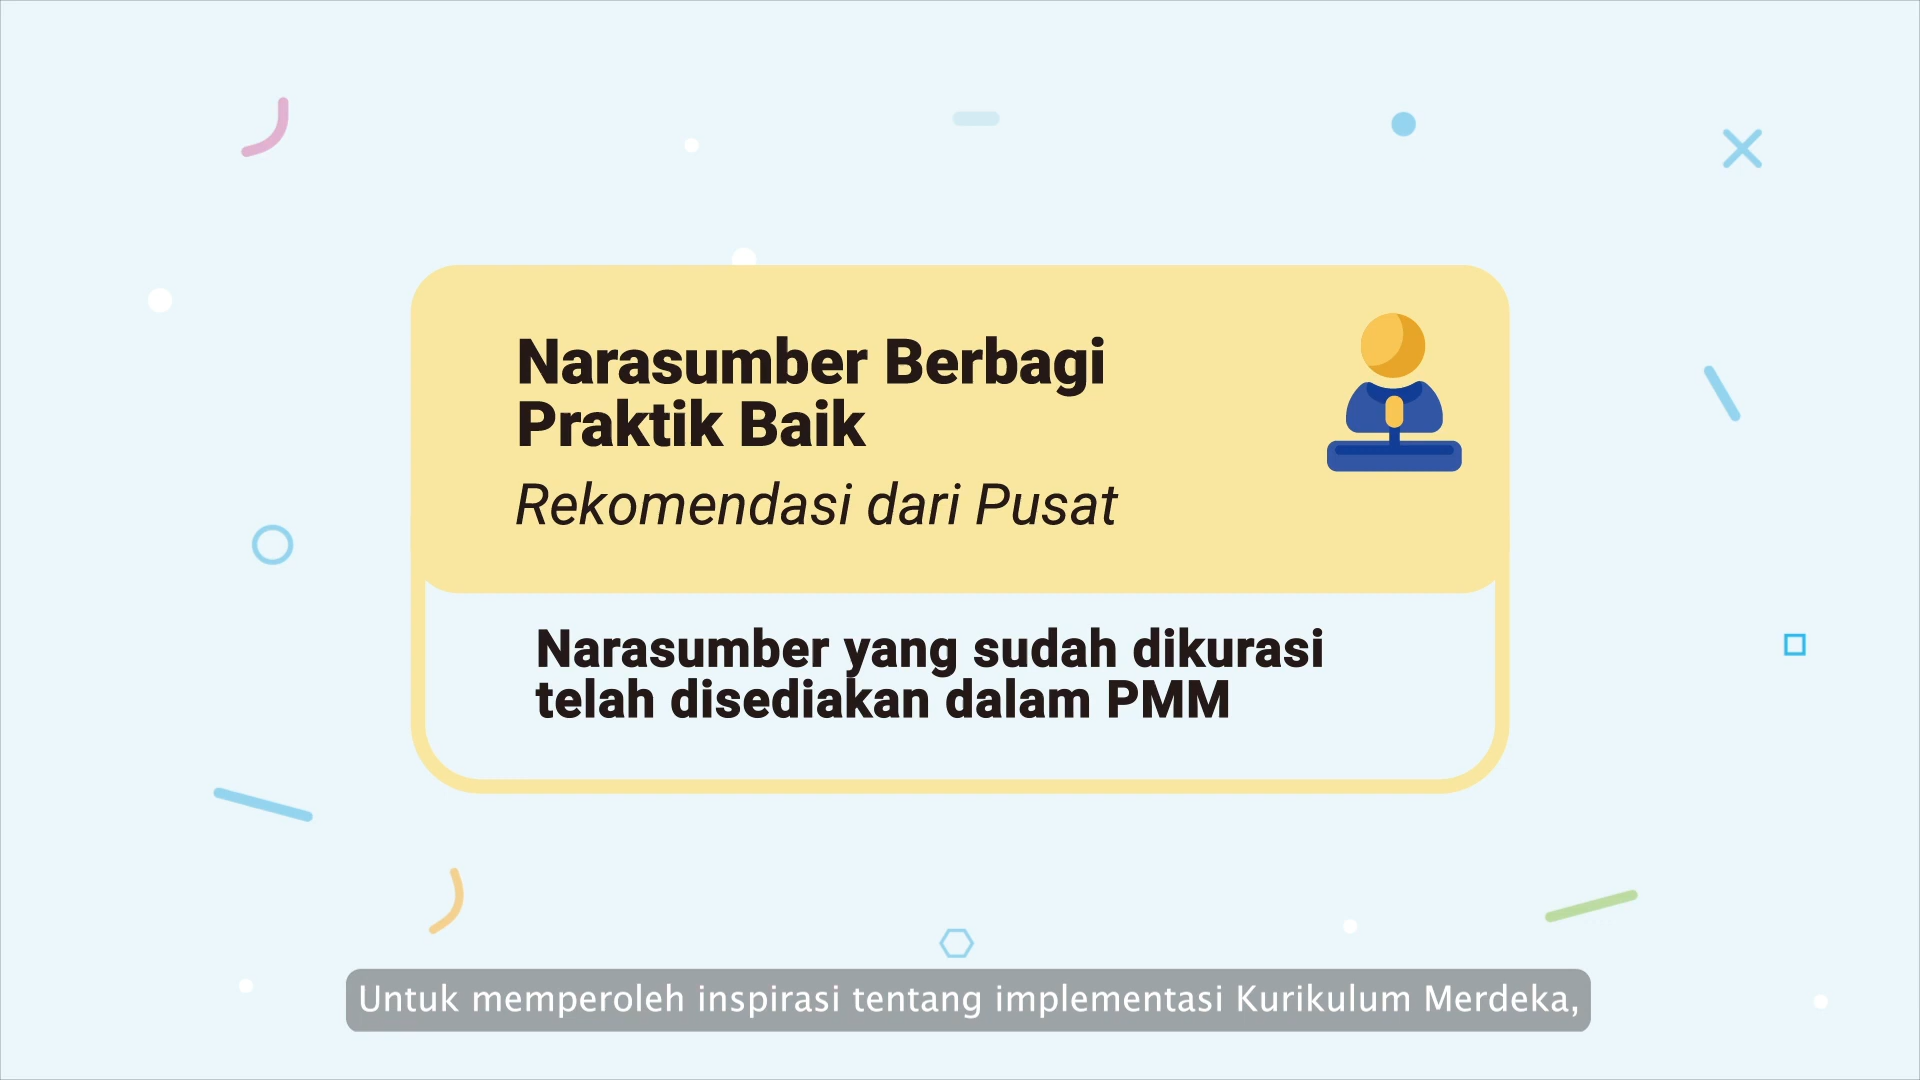 Narasumber Berbagi
Praktik Baik
Rekomendasi dari Pusat
Narasumber yang sudah dikurasi
telah disediakan dalam PMM
Untuk memperoleh inspirasi tentang implementasi Kurikulum Merdeka,